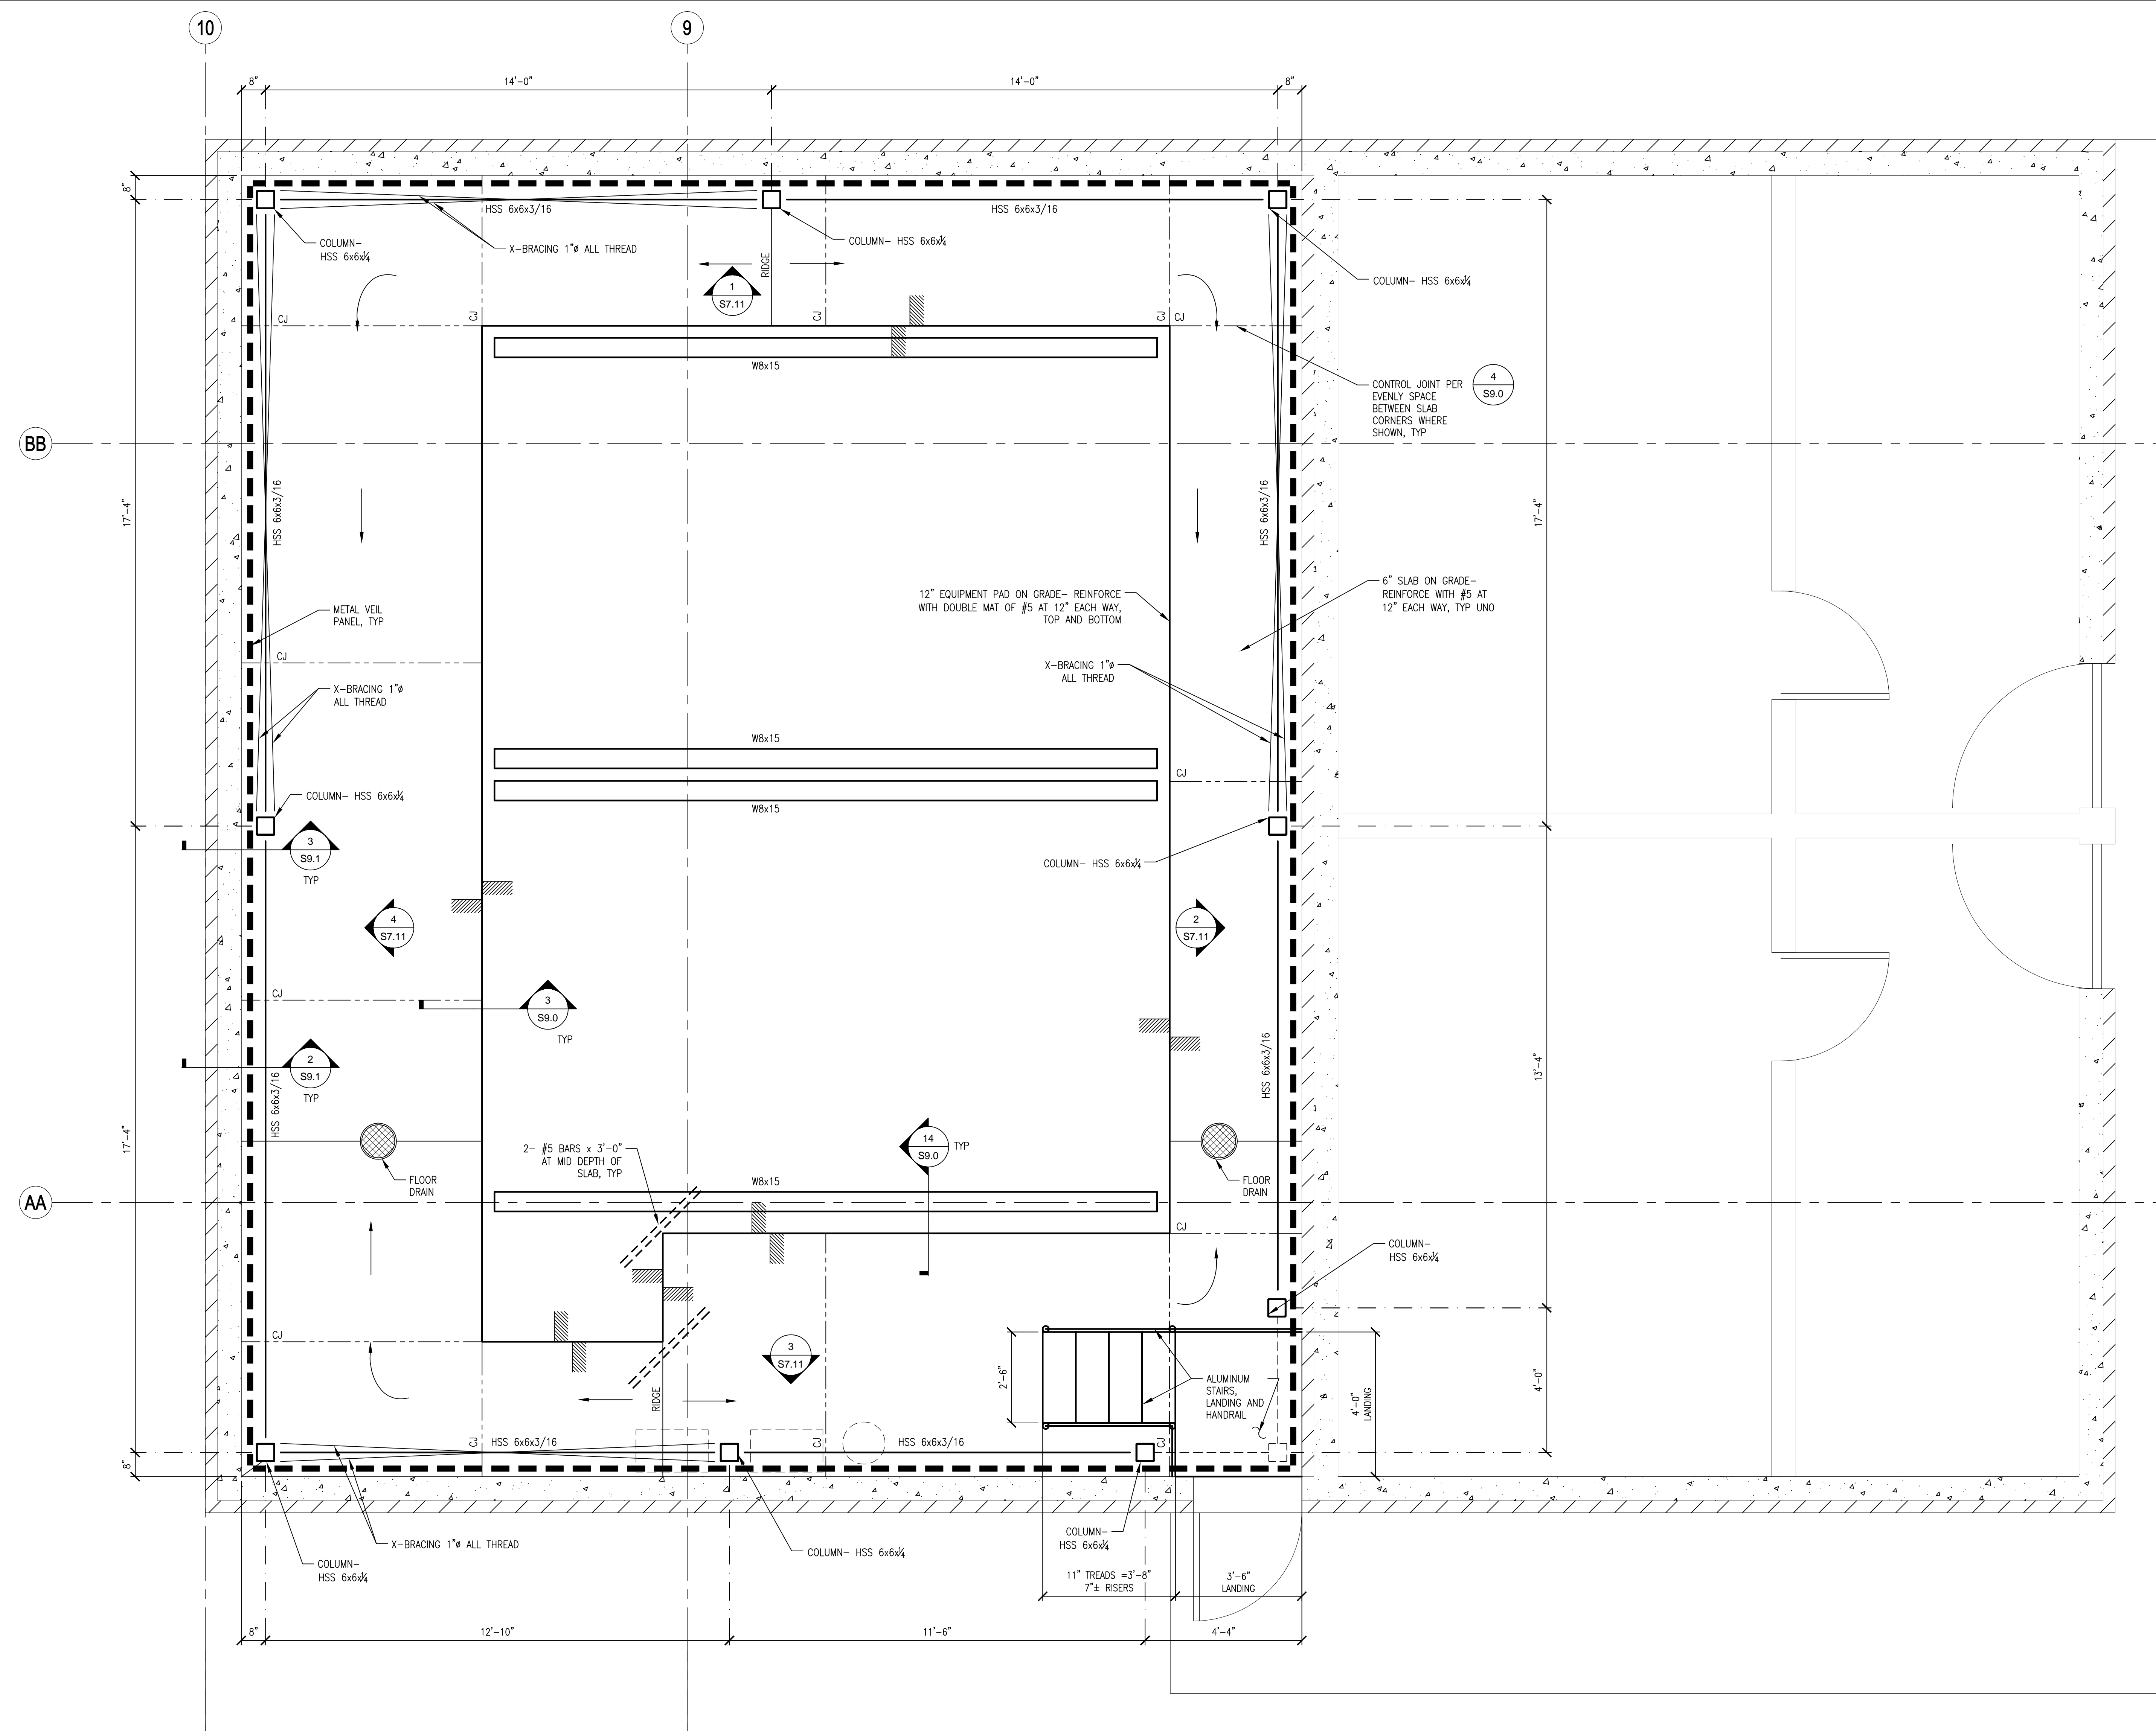 10
9
8"
14'-0"
14'-0"
8"
8"
HSS 6x6x3/16
HSS 6x6x3/16
COLUMN-
HSS 6x6x¼
X-BRACING 1"ø ALL THREAD
COLUMN- HSS 6x6x¼
RIDGE
1
S7.11
COLUMN- HSS 6x6x¼
CJ
CJ
CJ
CJ
CJ
W8x15
CONTROL JOINT PER
EVENLY SPACE
BETWEEN SLAB
CORNERS WHERE
SHOWN, TYP
4
S9.0
BB
17'-4"
HSS 6x6x3/16
HSS 6x6x3/16
17'-4"
METAL VEIL
PANEL, TYP
12" EQUIPMENT PAD ON GRADE- REINFORCE
WITH DOUBLE MAT OF #5 AT 12" EACH WAY,
TOP AND BOTTOM
6" SLAB ON GRADE-
REINFORCE WITH #5 AT
12" EACH WAY, TYP UNO
CJ
X-BRACING 1"ø
ALL THREAD
X-BRACING 1"ø
ALL THREAD
W8x15
CJ
COLUMN- HSS 6x6x¼
W8x15
3
S9.1
TYP
COLUMN- HSS 6x6x¼
4
S7.11
2
S7.11
CJ
3
S9.0
TYP
2
S9.1
TYP
HSS 6x6x3/16
HSS 6x6x3/16
13'-4"
17'-4"
2- #5 BARS x 3'-0"
AT MID DEPTH OF
SLAB, TYP
14
S9.0
TYP
FLOOR
DRAIN
FLOOR
DRAIN
W8x15
AA
CJ
COLUMN-
HSS 6x6x¼
CJ
3
S7.11
2'-6"
ALUMINUM
STAIRS,
LANDING AND
HANDRAIL
4'-0"
LANDING
4'-0"
RIDGE
CJ
HSS 6x6x3/16
CJ
HSS 6x6x3/16
CJ
8"
X-BRACING 1"ø ALL THREAD
COLUMN-
HSS 6x6x¼
COLUMN- HSS 6x6x¼
COLUMN-
HSS 6x6x¼
11" TREADS =3'-8"
7"± RISERS
3'-6"
LANDING
8"
12'-10"
11'-6"
4'-4"